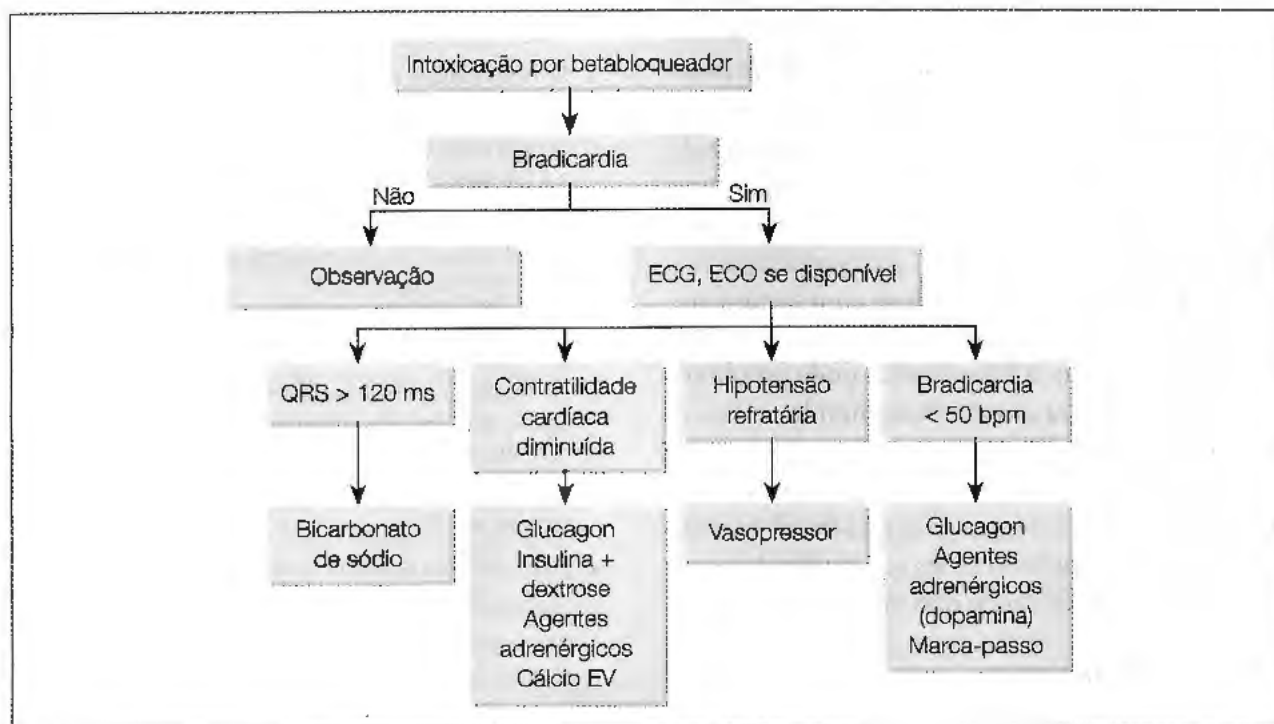 Intoxicação por betabloqueador
Bradicardia
Não
Sim
Observação
ECG, ECO se disponível
QRS > 120 ms
Contratilidade
cardíaca
diminuída
Hipotensão
refratária
Bradicardia
< 50 bpm
Bicarbonato
de sódio
Glucagon
Insulina +
dextrose
Agentes
adrenérgicos
Cálcio EV
Vasopressor
Glucagon
Agentes
adrenérgicos
(dopamina)
Marca-passo